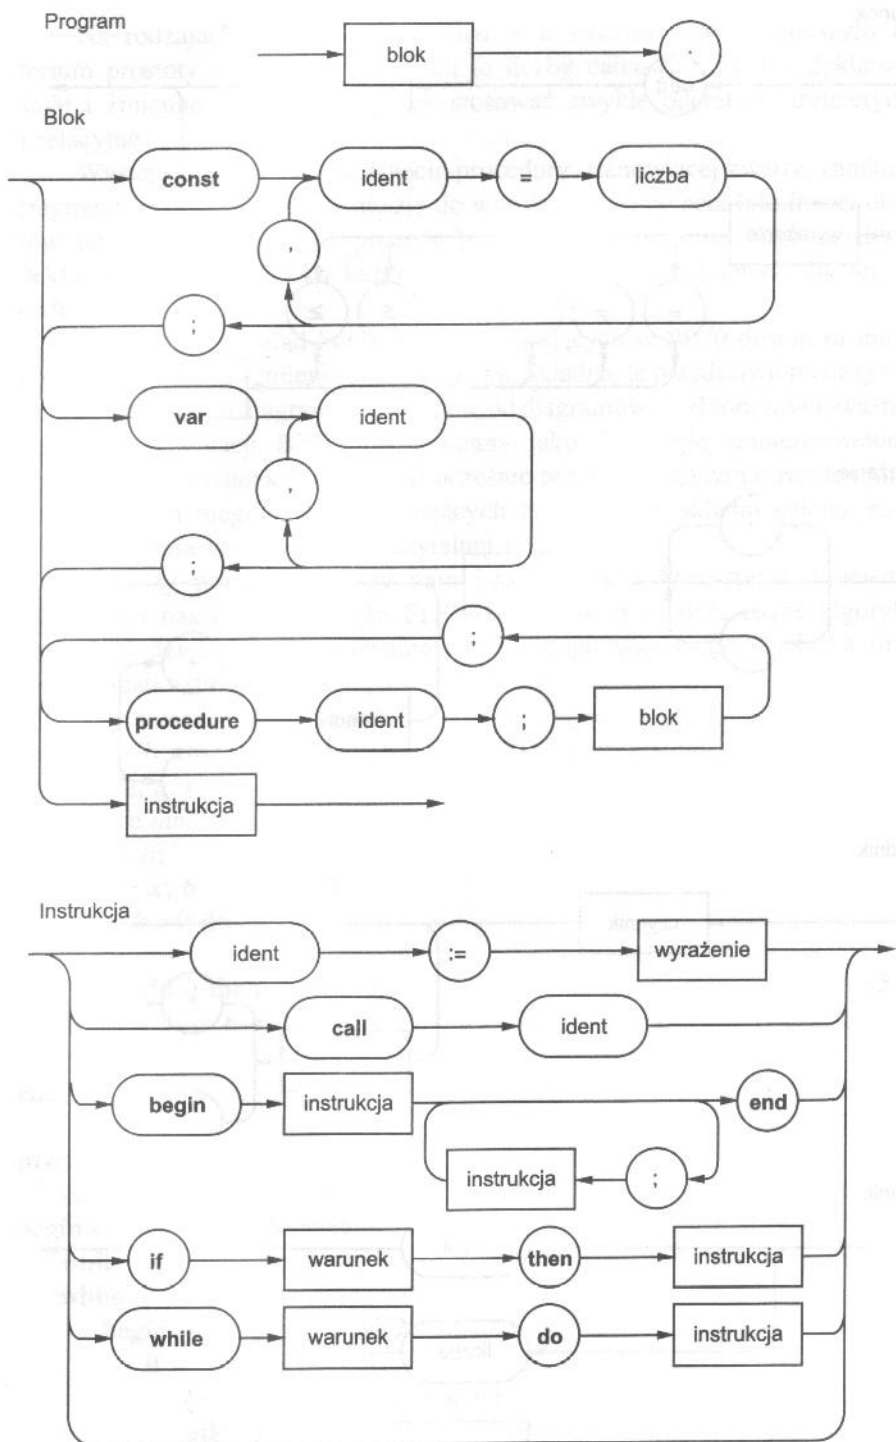 Program
blok .
Blok
const ident = liczba
,
;
var ident
,
;
;
procedure ident ; blok
instrukcja
Instrukcja
ident := wyrażenie
call ident
begin instrukcja end
instrukcja ;
if warunek then instrukcja
while warunek do instrukcja